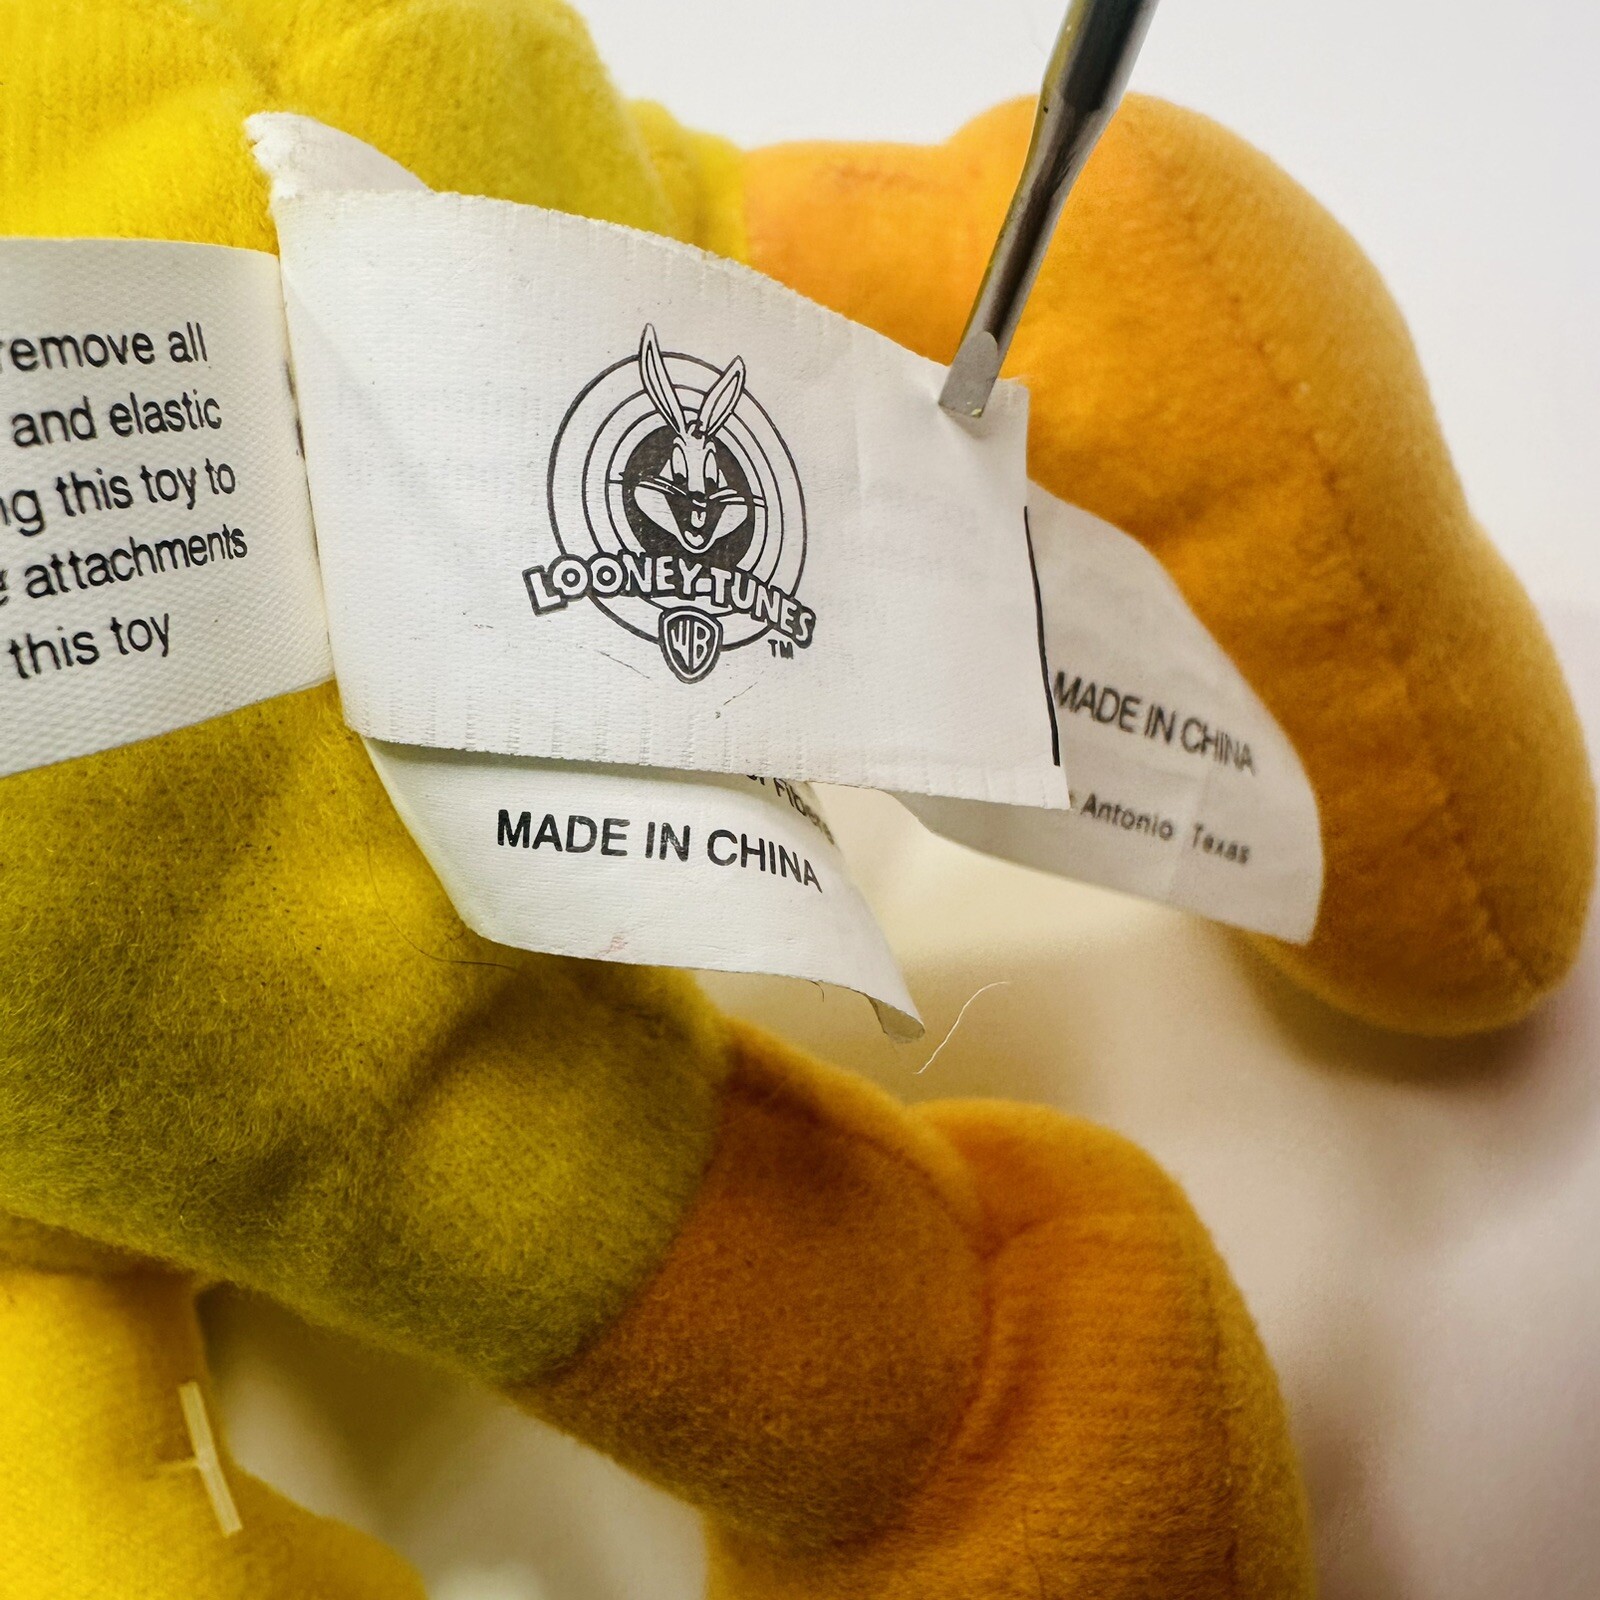 remove all
and elastic
ng this toy to
attachments
this toy
LOONEY TUNES
WB
TM
MADE IN CHINA
MADE IN CHINA
Antonio Texas